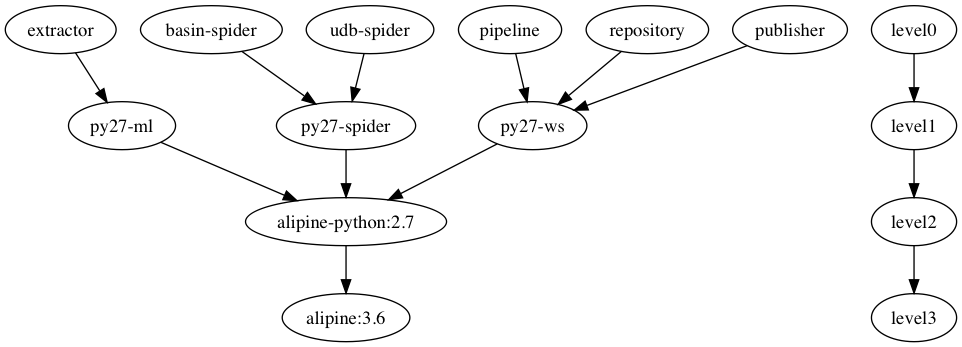 extractor
basin-spider
udb-spider
pipeline
repository
publisher
level0
py27-ml
py27-spider
py27-ws
level1
alipine-python:2.7
level2
alipine:3.6
level3